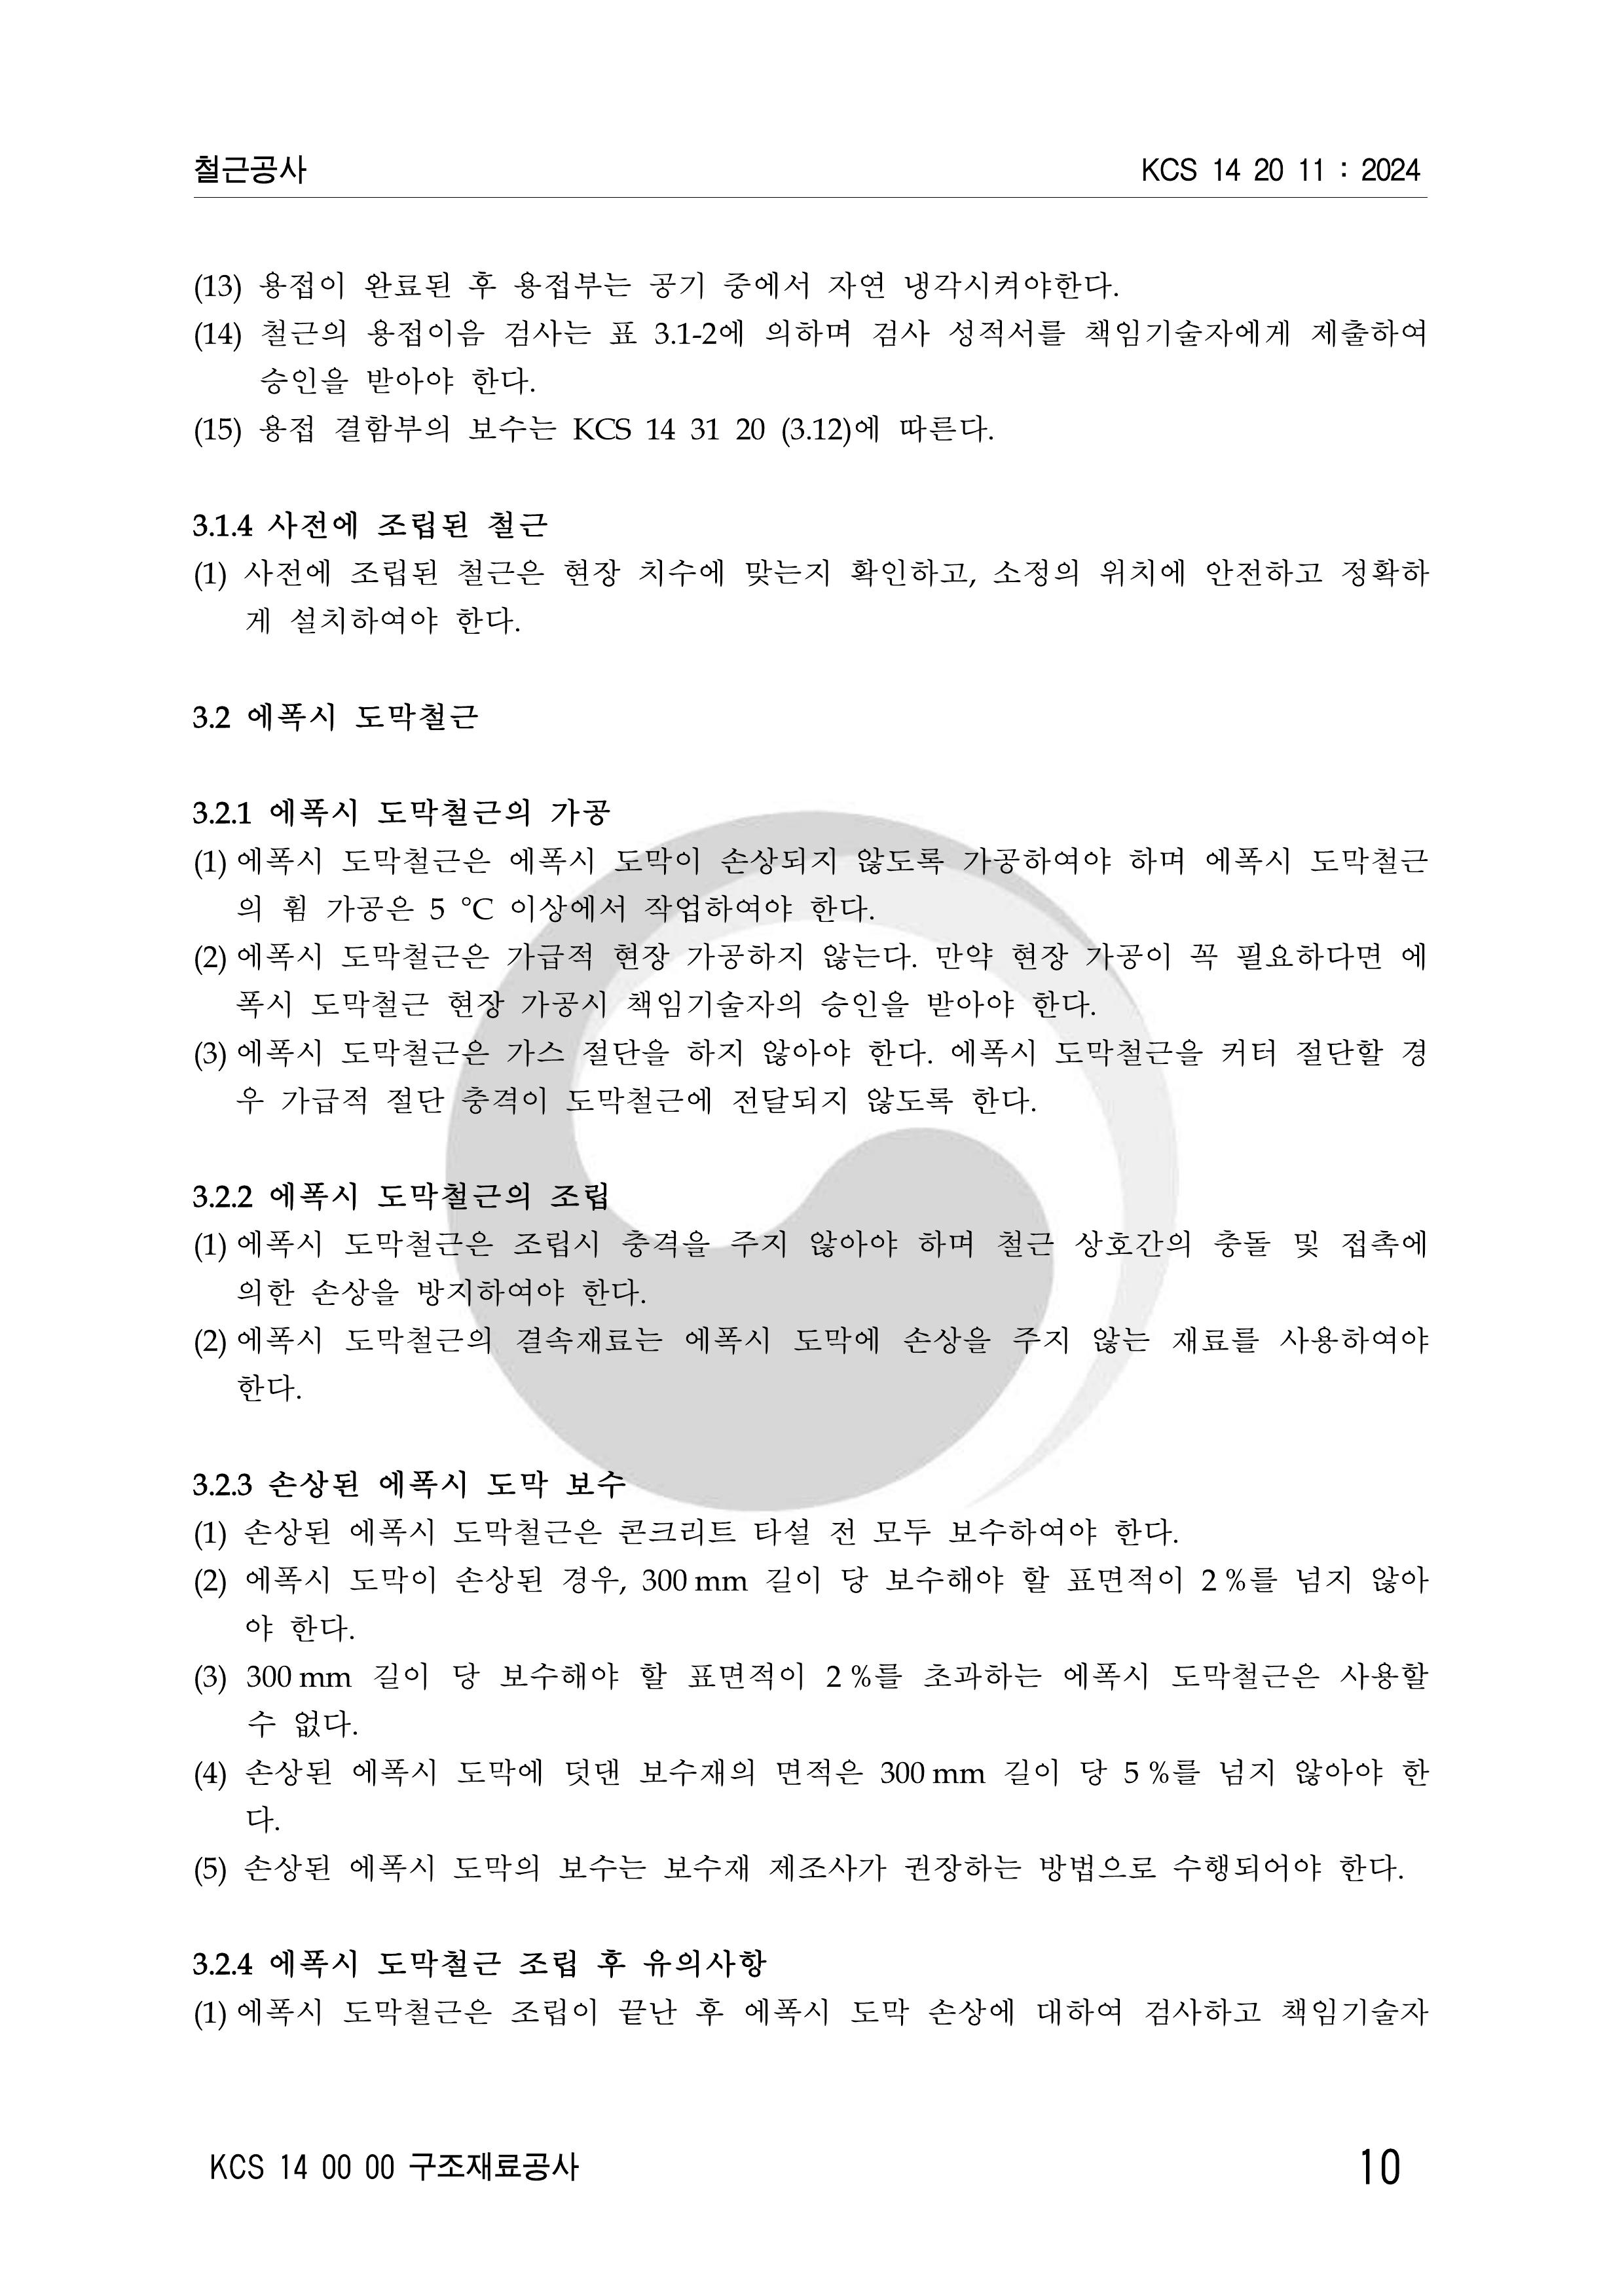 철근공사 KCS 14 20 11 : 2024
(13) 용접이 완료된 후 용접부는 공기 중에서 자연 냉각시켜야한다.
(14) 철근의 용접이음 검사는 표 3.1-2에 의하며 검사 성적서를 책임기술자에게 제출하여
승인을 받아야 한다.
(15) 용접 결함부의 보수는 KCS 14 31 20 (3.12)에 따른다.
3.1.4 사전에 조립된 철근
(1) 사전에 조립된 철근은 현장 치수에 맞는지 확인하고, 소정의 위치에 안전하고 정확하
게 설치하여야 한다.
3.2 에폭시 도막철근
3.2.1 에폭시 도막철근의 가공
(1) 에폭시 도막철근은 에폭시 도막이 손상되지 않도록 가공하여야 하며 에폭시 도막철근
의 휨 가공은 5 °C 이상에서 작업하여야 한다.
(2) 에폭시 도막철근은 가급적 현장 가공하지 않는다. 만약 현장 가공이 꼭 필요하다면 에
폭시 도막철근 현장 가공시 책임기술자의 승인을 받아야 한다.
(3) 에폭시 도막철근은 가스 절단을 하지 않아야 한다. 에폭시 도막철근을 커터 절단할 경
우 가급적 절단 충격이 도막철근에 전달되지 않도록 한다.
3.2.2 에폭시 도막철근의 조립
(1) 에폭시 도막철근은 조립시 충격을 주지 않아야 하며 철근 상호간의 충돌 및 접촉에
의한 손상을 방지하여야 한다.
(2) 에폭시 도막철근의 결속재료는 에폭시 도막에 손상을 주지 않는 재료를 사용하여야
한다.
3.2.3 손상된 에폭시 도막 보수
(1) 손상된 에폭시 도막철근은 콘크리트 타설 전 모두 보수하여야 한다.
(2) 에폭시 도막이 손상된 경우, 300 mm 길이 당 보수해야 할 표면적이 2 %를 넘지 않아
야 한다.
(3) 300 mm 길이 당 보수해야 할 표면적이 2 %를 초과하는 에폭시 도막철근은 사용할
수 없다.
(4) 손상된 에폭시 도막에 덧댄 보수재의 면적은 300 mm 길이 당 5 %를 넘지 않아야 한
다.
(5) 손상된 에폭시 도막의 보수는 보수재 제조사가 권장하는 방법으로 수행되어야 한다.
3.2.4 에폭시 도막철근 조립 후 유의사항
(1) 에폭시 도막철근은 조립이 끝난 후 에폭시 도막 손상에 대하여 검사하고 책임기술자
KCS 14 00 00 구조재료공사 10